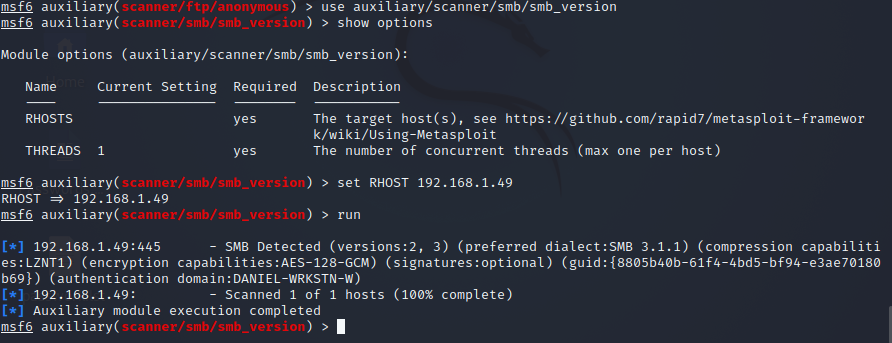 msf6 auxiliary(scanner/ftp/anonymous) > use auxiliary/scanner/smb/smb_version
msf6 auxiliary(scanner/smb/smb_version) > show options
Module options (auxiliary/scanner/smb/smb_version):
Name     Current Setting  Required  Description
----     ---------------  --------  -----------
RHOSTS                    yes       The target host(s), see https://github.com/rapid7/metasploit-framewor
k/wiki/Using-Metasploit
THREADS  1                yes       The number of concurrent threads (max one per host)
msf6 auxiliary(scanner/smb/smb_version) > set RHOST 192.168.1.49
RHOST => 192.168.1.49
msf6 auxiliary(scanner/smb/smb_version) > run
[*] 192.168.1.49:445      - SMB Detected (versions:2, 3) (preferred dialect:SMB 3.1.1) (compression capabiliti
es:LZNT1) (encryption capabilities:AES-128-GCM) (signatures:optional) (guid:{8805b40b-61f4-4bd5-bf94-e3ae70180
b69}) (authentication domain:DANIEL-WRKSTN-W)
[*] 192.168.1.49:         - Scanned 1 of 1 hosts (100% complete)
[*] Auxiliary module execution completed
msf6 auxiliary(scanner/smb/smb_version) >